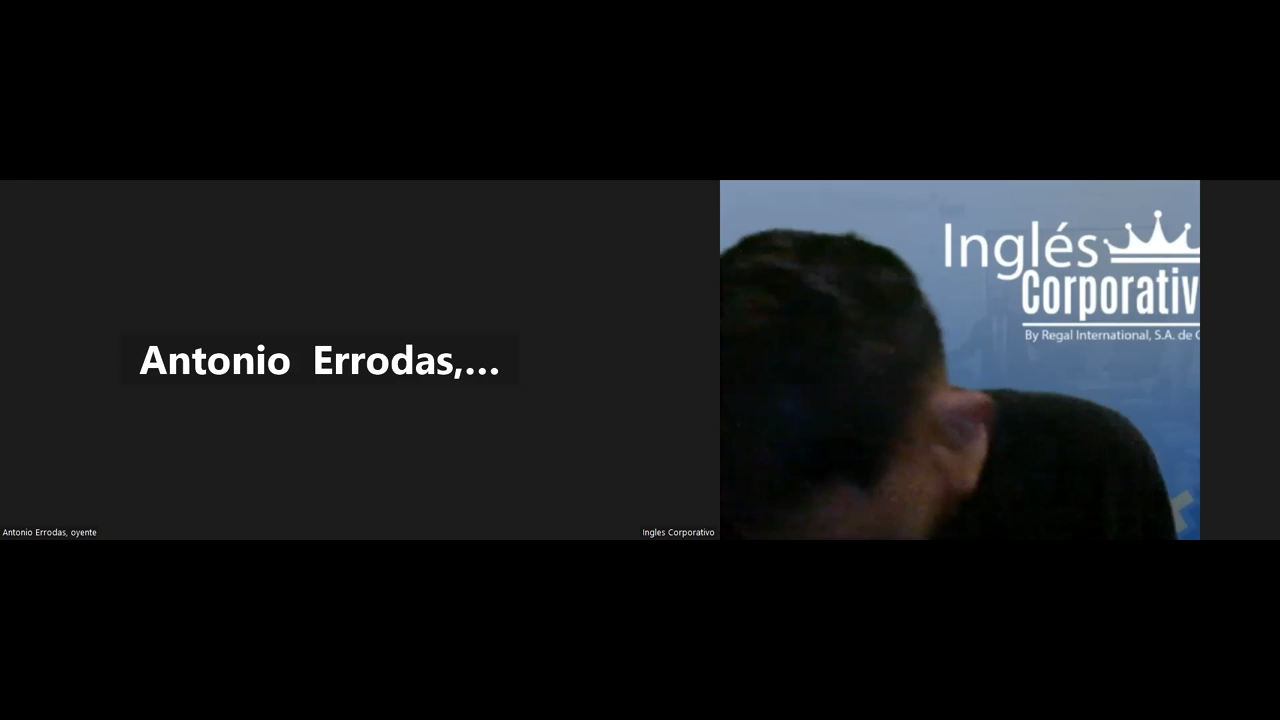 Antonio Errodas,...
Antonio Errodas, oyente
Ingles Corporativo
Inglés
Corporativ
By Regal International, S.A. de C